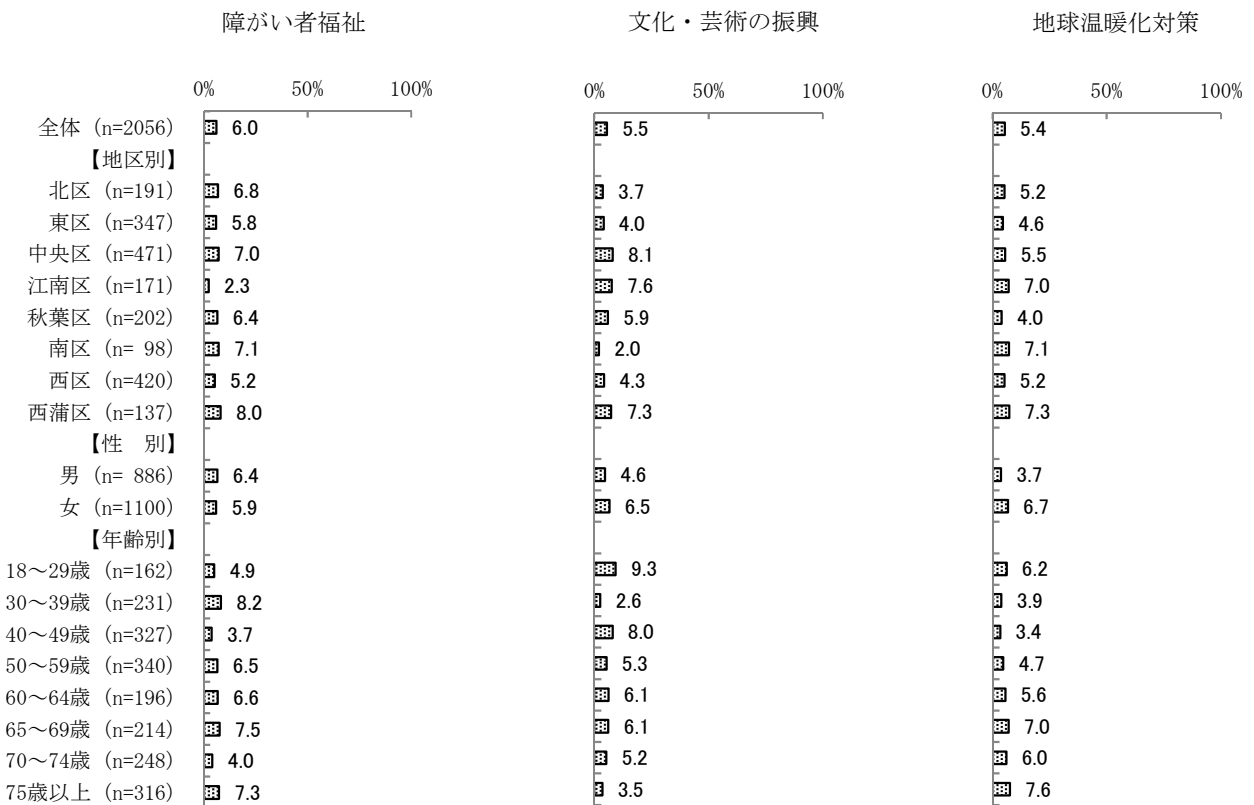 障がい者福祉 文化・芸術の振興 地球温暖化対策
0% 50% 100% 0% 50% 100% 0% 50% 100%
全体 (n=2056) 6.0 5.5 5.4
【地区別】
北区 (n=191) 6.8 3.7 5.2
東区 (n=347) 5.8 4.0 4.6
中央区 (n=471) 7.0 8.1 5.5
江南区 (n=171) 2.3 7.6 7.0
秋葉区 (n=202) 6.4 5.9 4.0
南区 (n= 98) 7.1 2.0 7.1
西区 (n=420) 5.2 4.3 5.2
西蒲区 (n=137) 8.0 7.3 7.3
【性　別】
男 (n= 886) 6.4 4.6 3.7
女 (n=1100) 5.9 6.5 6.7
【年齢別】
18～29歳 (n=162) 4.9 9.3 6.2
30～39歳 (n=231) 8.2 2.6 3.9
40～49歳 (n=327) 3.7 8.0 3.4
50～59歳 (n=340) 6.5 5.3 4.7
60～64歳 (n=196) 6.6 6.1 5.6
65～69歳 (n=214) 7.5 6.1 7.0
70～74歳 (n=248) 4.0 5.2 6.0
75歳以上 (n=316) 7.3 3.5 7.6